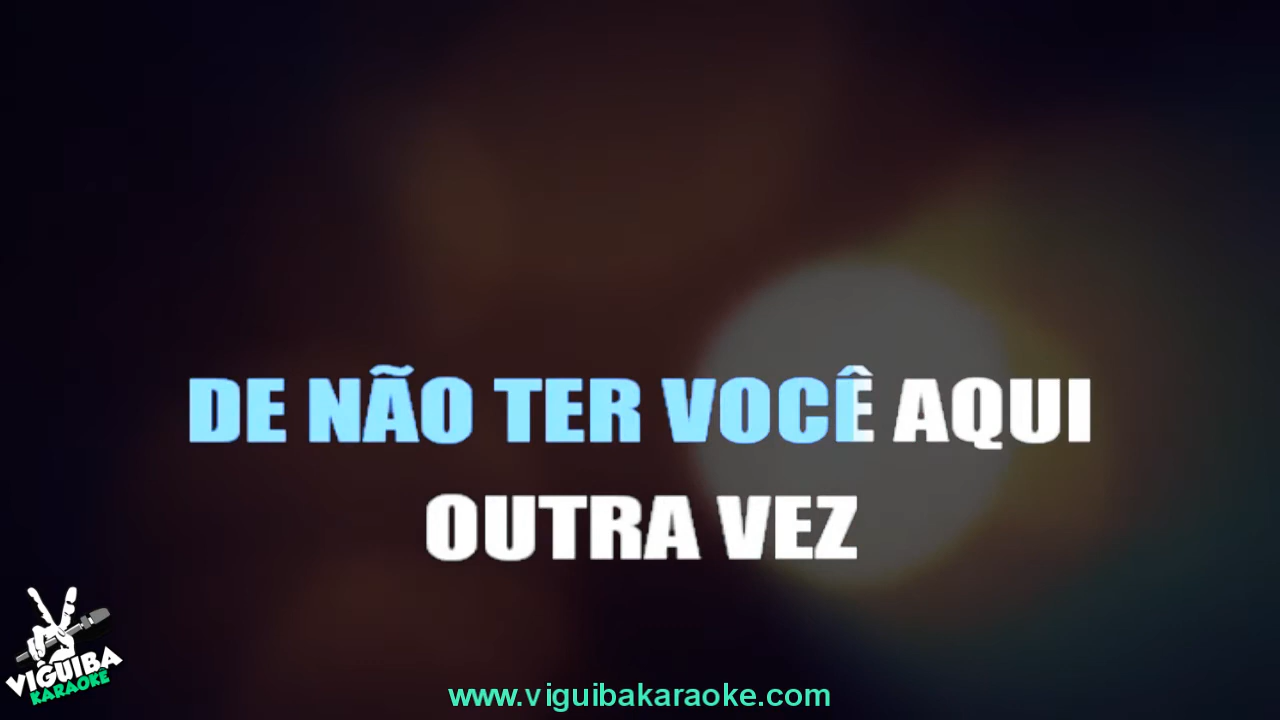 DE NÃO TER VOCÊ AQUI
OUTRA VEZ
VIGUIBA
KARAOKE
www.viguibakaraoke.com